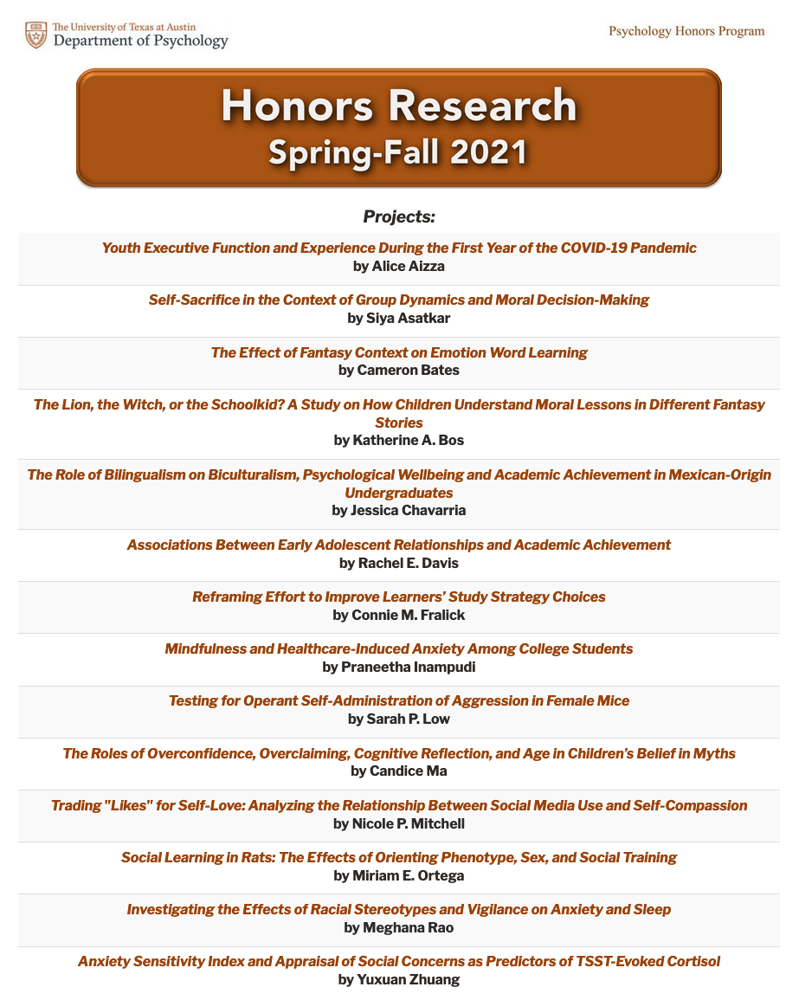 The University of Texas at Austin
Department of Psychology
Psychology Honors Program
Honors Research
Spring-Fall 2021
Projects:
Youth Executive Function and Experience During the First Year of the COVID-19 Pandemic
by Alice Aizza
Self-Sacrifice in the Context of Group Dynamics and Moral Decision-Making
by Siya Asatkar
The Effect of Fantasy Context on Emotion Word Learning
by Cameron Bates
The Lion, the Witch, or the Schoolkid? A Study on How Children Understand Moral Lessons in Different Fantasy
Stories
by Katherine A. Bos
The Role of Bilingualism on Biculturalism, Psychological Wellbeing and Academic Achievement in Mexican-Origin
Undergraduates
by Jessica Chavarria
Associations Between Early Adolescent Relationships and Academic Achievement
by Rachel E. Davis
Reframing Effort to Improve Learners’ Study Strategy Choices
by Connie M. Fralick
Mindfulness and Healthcare-Induced Anxiety Among College Students
by Praneetha Inampudi
Testing for Operant Self-Administration of Aggression in Female Mice
by Sarah P. Low
The Roles of Overconfidence, Overclaiming, Cognitive Reflection, and Age in Children’s Belief in Myths
by Candice Ma
Trading "Likes" for Self-Love: Analyzing the Relationship Between Social Media Use and Self-Compassion
by Nicole P. Mitchell
Social Learning in Rats: The Effects of Orienting Phenotype, Sex, and Social Training
by Miriam E. Ortega
Investigating the Effects of Racial Stereotypes and Vigilance on Anxiety and Sleep
by Meghana Rao
Anxiety Sensitivity Index and Appraisal of Social Concerns as Predictors of TSST-Evoked Cortisol
by Yuxuan Zhuang